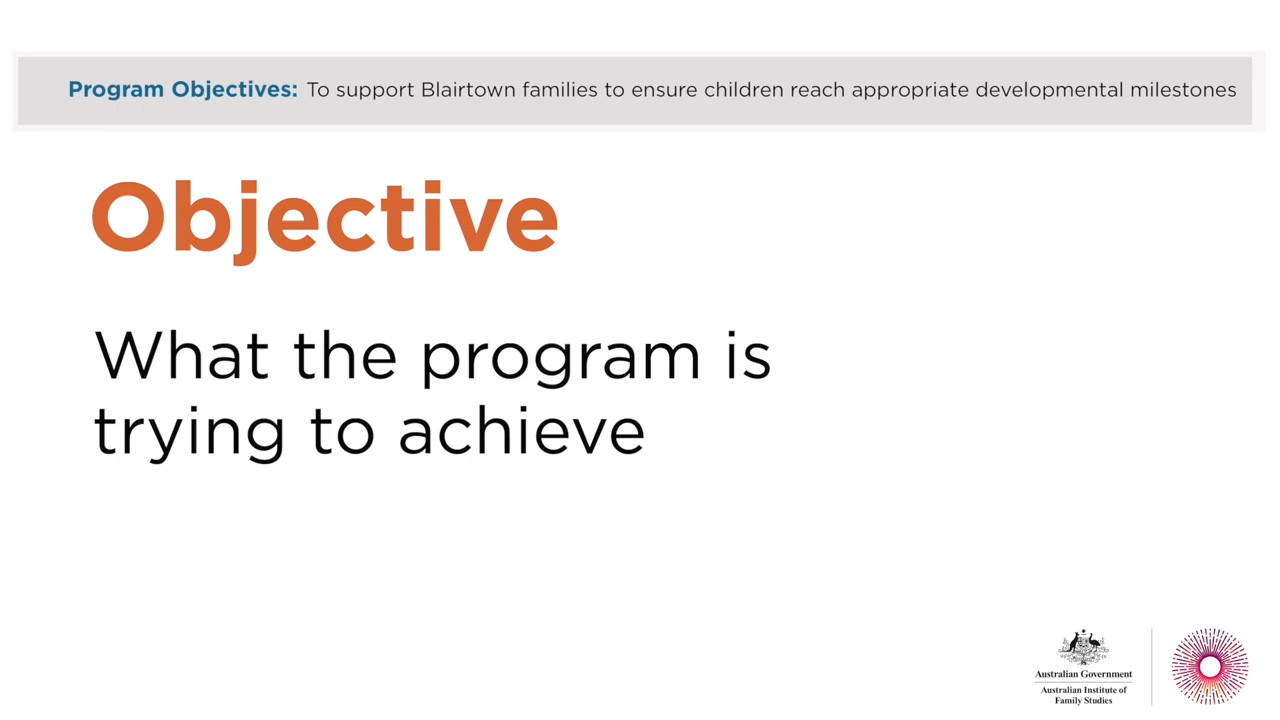 Program Objectives: To support Blairtown families to ensure children reach appropriate developmental milestones
Objective
What the program is
trying to achieve
Australian Government
Australian Institute of
Family Studies